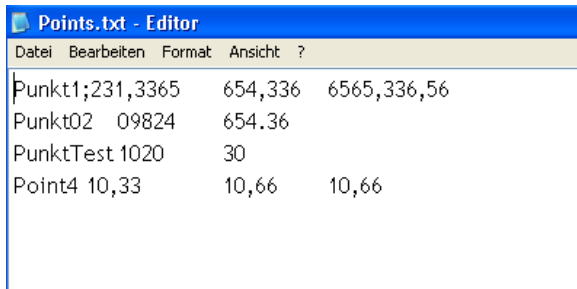 Points.txt - Editor
Datei Bearbeiten Format Ansicht ?
Punkt1;231,3365 654,336 6565,336,56
Punkt02 09824 654.36
PunktTest 1020 30
Point4 10,33 10,66 10,66